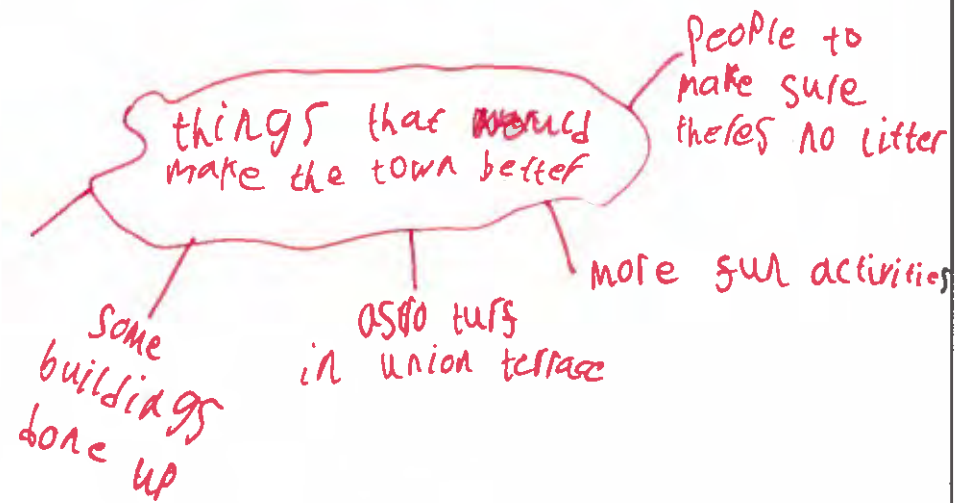 things that would
make the town better
People to
make sure
theres no litter
more fun activities
astro turf
in union terrace
some
buildings
done up